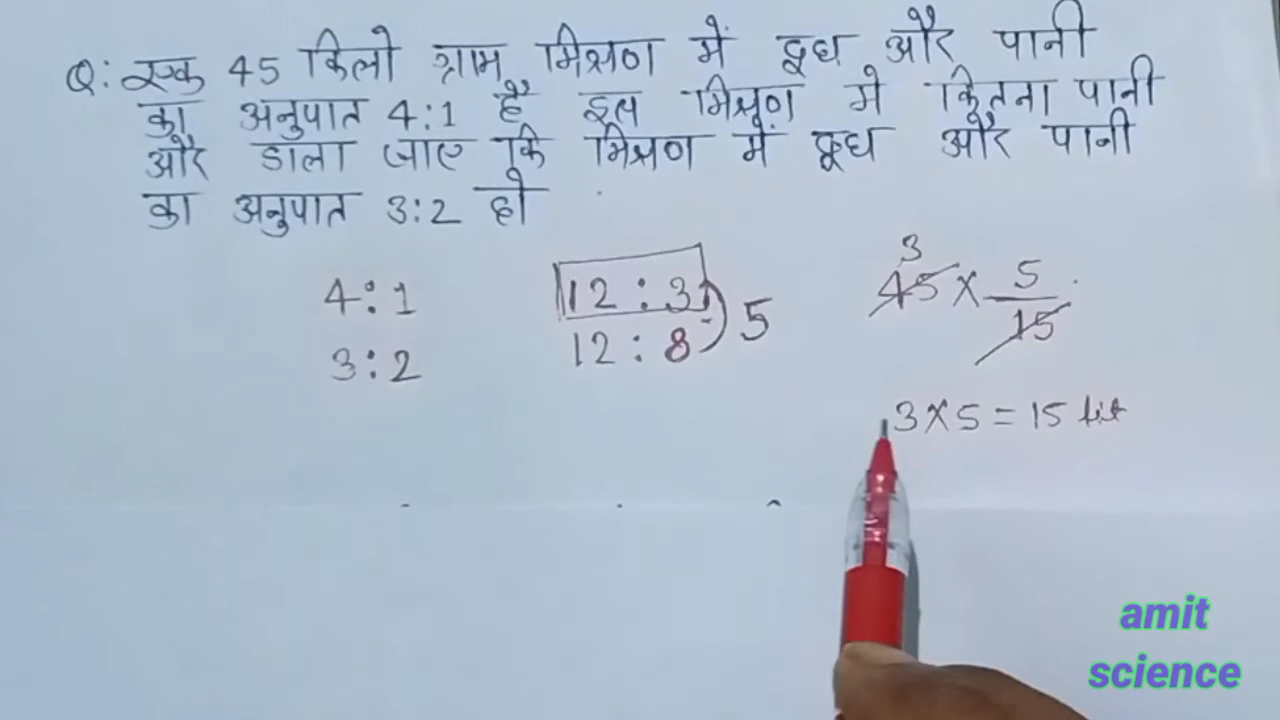 Q: एक 45 किलो ग्राम मिश्रण में दूध और पानी
का अनुपात 4:1 है इस मिश्रण मे कितना पानी
और डाला जाए कि मिश्रण में दूध और पानी
का अनुपात 3:2 हो
4:1
3:2
12:3
12:8
5
3
45 × 5
15
3×5=15 lit
amit
science